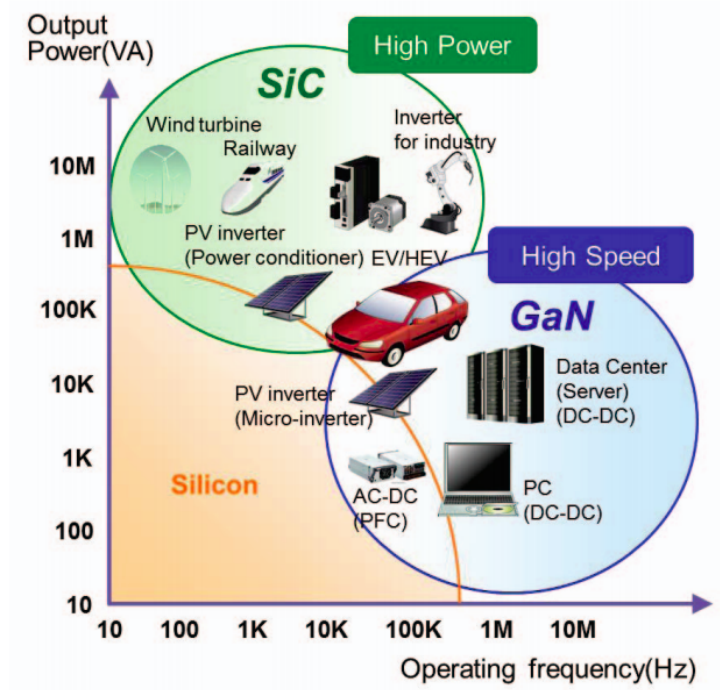 Output
Power(VA)
High Power
SiC
Wind turbine
Railway
Inverter
for industry
10M
1M
100K
10K
1K
100
10
PV inverter
(Power conditioner)
EV/HEV
High Speed
GaN
PV inverter
(Micro-inverter)
Data Center
(Server)
(DC-DC)
Silicon
AC-DC
(PFC)
PC
(DC-DC)
10 100 1K 10K 100K 1M 10M
Operating frequency(Hz)